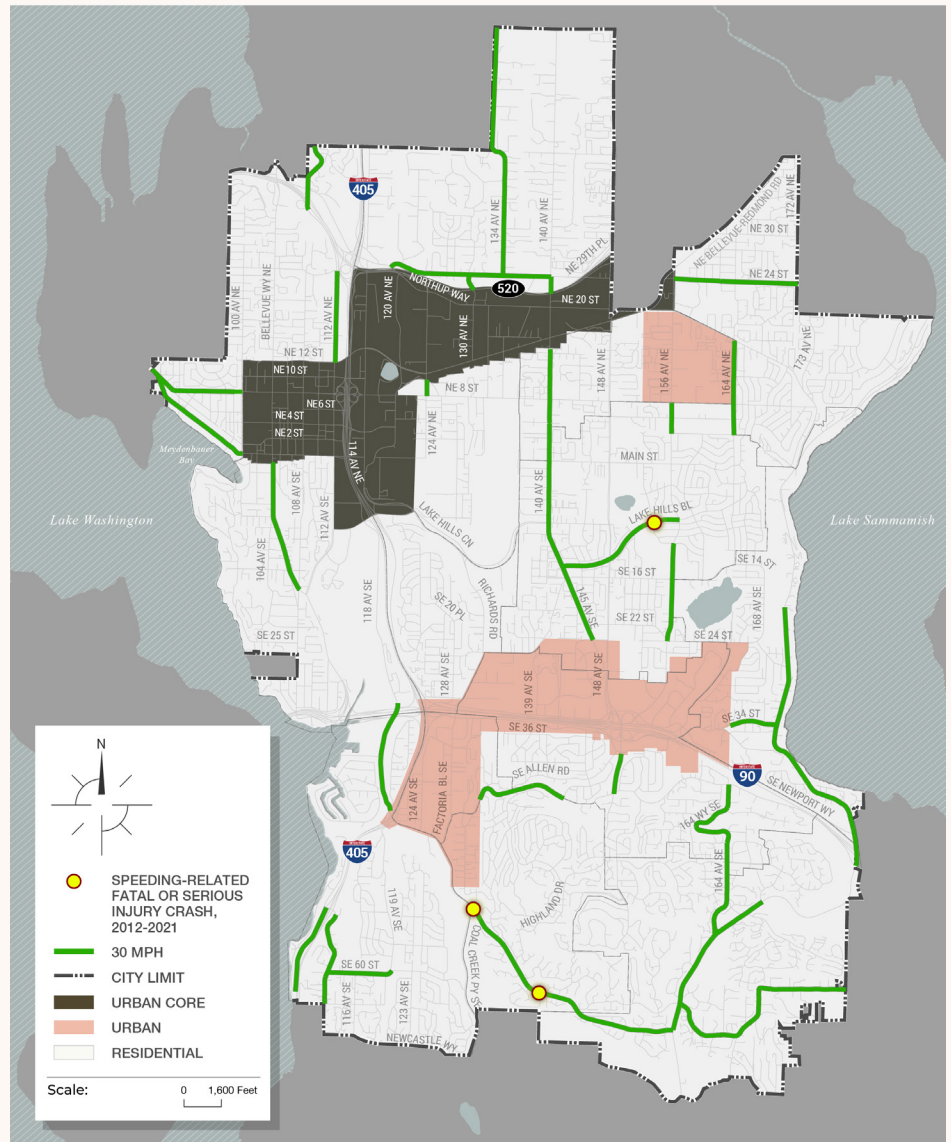 405
134 AV NE
140 AV NE
NE 29TH PL
NE BELLEVUE-REDMOND RD
172 AV NE
NE 30 ST
NE 24 ST
100 AV NE
BELLEVUE WY NE
112 AV NE
120 AV NE
NORTHUP WAY
520
NE 20 ST
130 AV NE
NE 12 ST
NE 10 ST
NE 8 ST
NE6 ST
NE4 ST
NE2 ST
124 AV NE
148 AV NE
156 AV NE
164 AV NE
173 AV NE
Meydenbauer
Bay
114 AV NE
MAIN ST
108 AV SE
112 AV SE
140 AV SE
LAKE HILLS BL
Lake Washington
Lake Sammamish
LAKE HILLS CN
104 AV SE
118 AV SE
SE 20 PL
RICHARDS RD
145 AV SE
SE 16 ST
SE 14 ST
SE 22 ST
168 AV SE
SE 25 ST
SE 24 ST
128 AV SE
139 AV SE
148 AV SE
SE 36 ST
SE 34 ST
SE ALLEN RD
90
SE NEWPORT WY
124 AV SE
FACTORIA BL SE
164 WY SE
164 AV SE
405
119 AV SE
HIGHLAND DR
COAL CREEK PY SE
SE 60 ST
116 AV SE
123 AV SE
NEWCASTLE WY
N
SPEEDING-RELATED
FATAL OR SERIOUS
INJURY CRASH,
2012-2021
30 MPH
CITY LIMIT
URBAN CORE
URBAN
RESIDENTIAL
Scale:
0 1,600 Feet